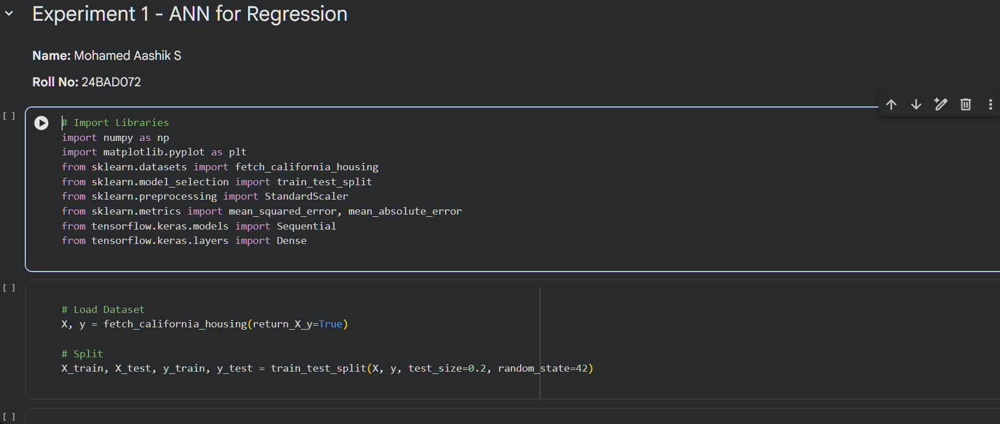 Experiment 1 - ANN for Regression
Name: Mohamed Aashik S
Roll No: 24BAD072
[ ]
# Import Libraries
import numpy as np
import matplotlib.pyplot as plt
from sklearn.datasets import fetch_california_housing
from sklearn.model_selection import train_test_split
from sklearn.preprocessing import StandardScaler
from sklearn.metrics import mean_squared_error, mean_absolute_error
from tensorflow.keras.models import Sequential
from tensorflow.keras.layers import Dense
[ ]
# Load Dataset
X, y = fetch_california_housing(return_X_y=True)
# Split
X_train, X_test, y_train, y_test = train_test_split(X, y, test_size=0.2, random_state=42)
[ ]